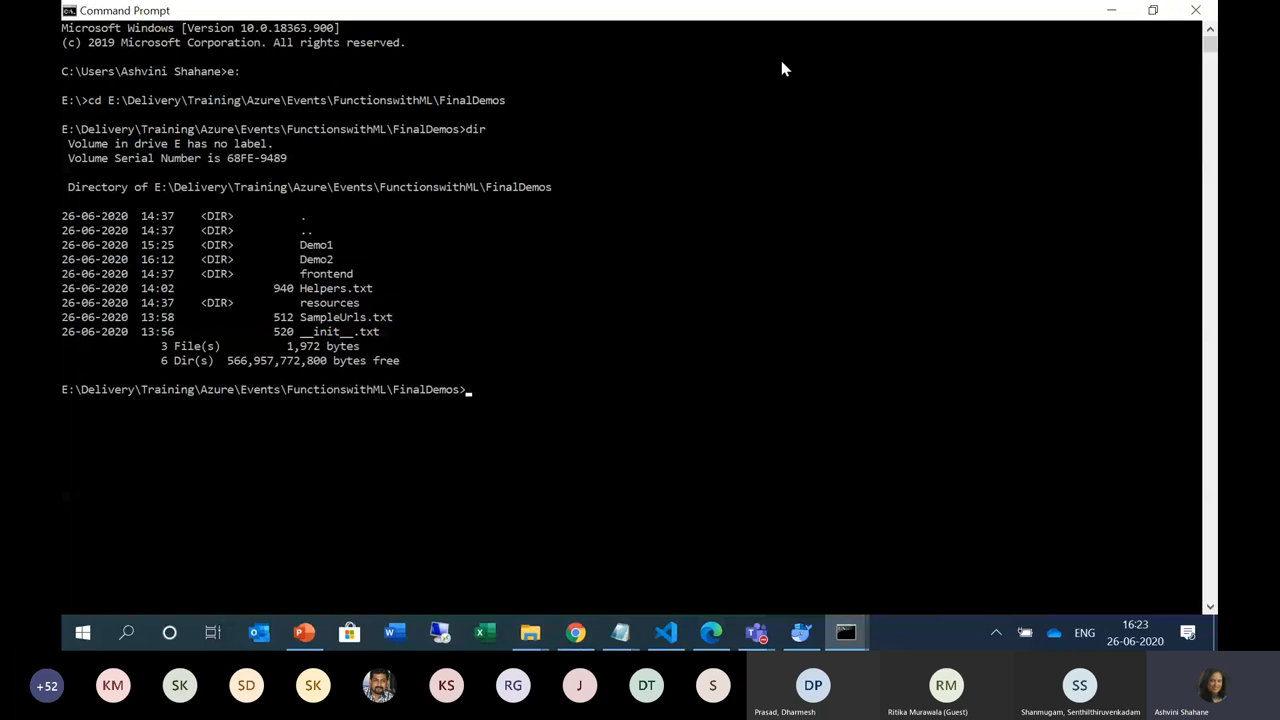 Command Prompt
Microsoft Windows [Version 10.0.18363.900]
(c) 2019 Microsoft Corporation. All rights reserved.
C:\Users\Ashvini Shahane>e:
E:\>cd E:\Delivery\Training\Azure\Events\FunctionswithML\FinalDemos
E:\Delivery\Training\Azure\Events\FunctionswithML\FinalDemos>dir
Volume in drive E has no label.
Volume Serial Number is 68FE-9489
Directory of E:\Delivery\Training\Azure\Events\FunctionswithML\FinalDemos
26-06-2020 14:37 <DIR> .
26-06-2020 14:37 <DIR> ..
26-06-2020 15:25 <DIR> Demo1
26-06-2020 16:12 <DIR> Demo2
26-06-2020 14:37 <DIR> frontend
26-06-2020 14:02 940 Helpers.txt
26-06-2020 14:37 <DIR> resources
26-06-2020 13:58 512 SampleUrls.txt
26-06-2020 13:56 520 __init__.txt
3 File(s) 1,972 bytes
6 Dir(s) 566,957,772,800 bytes free
E:\Delivery\Training\Azure\Events\FunctionswithML\FinalDemos>
ENG
16:23
26-06-2020
+52 KM SK SD SK KS RG J DT S DP RM SS
Prasad, Dharmesh
Ritika Murawala (Guest)
Shanmugam, Senthilthiruvenkadam
Ashvini Shahane